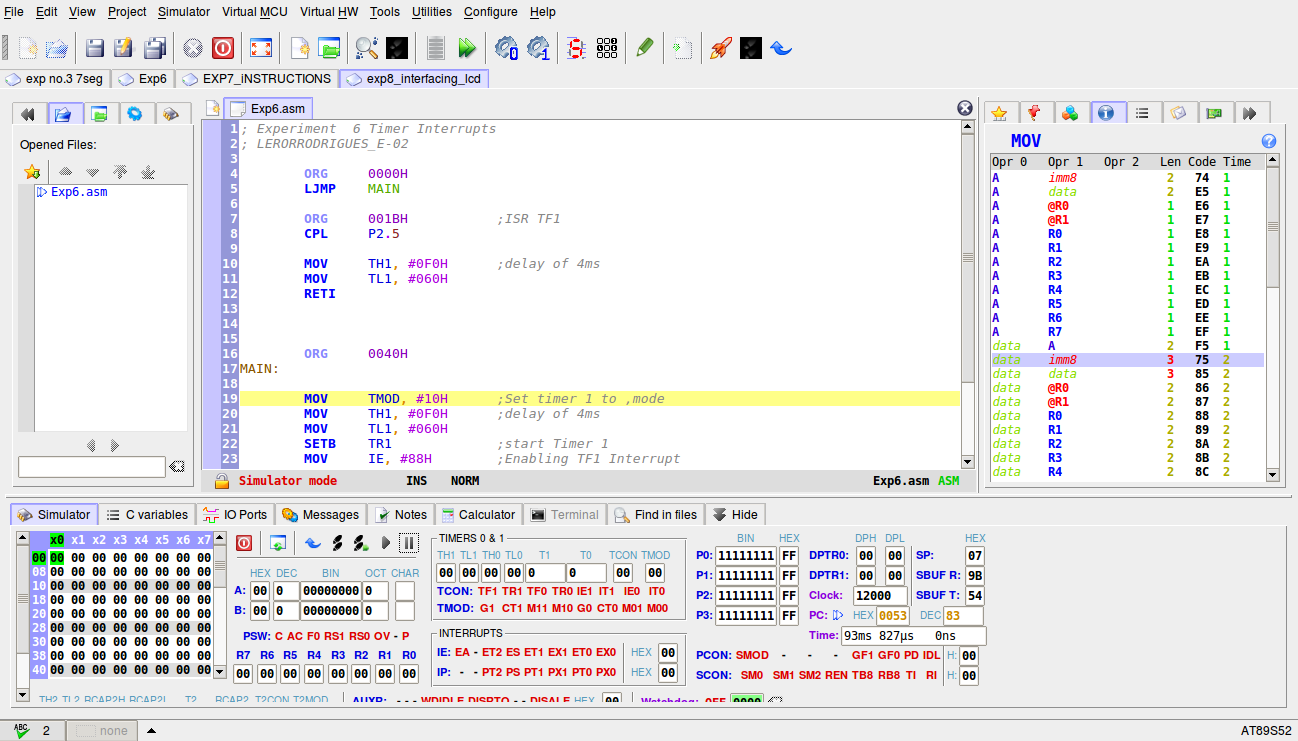 File Edit View Project Simulator Virtual MCU Virtual HW Tools Utilities Configure Help
exp no.3 7seg Exp6 EXP7_iNSTRUCTIONS exp8_interfacing_lcd
Opened Files:
Exp6.asm
Exp6.asm
1 ; Experiment 6 Timer Interrupts
2 ; LERORRODRIGUES_E-02
3
4 ORG 0000H
5 LJMP MAIN
6
7 ORG 001BH ;ISR TF1
8 CPL P2.5
9
10 MOV TH1, #0F0H ;delay of 4ms
11 MOV TL1, #060H
12 RETI
13
14
15
16 ORG 0040H
17 MAIN:
18
19 MOV TMOD, #10H ;Set timer 1 to ,mode
20 MOV TH1, #0F0H ;delay of 4ms
21 MOV TL1, #060H
22 SETB TR1 ;start Timer 1
23 MOV IE, #88H ;Enabling TF1 Interrupt
Simulator mode INS NORM Exp6.asm ASM
MOV
Opr 0 Opr 1 Opr 2 Len Code Time
A imm8 2 74 1
A data 2 E5 1
A @R0 1 E6 1
A @R1 1 E7 1
A R0 1 E8 1
A R1 1 E9 1
A R2 1 EA 1
A R3 1 EB 1
A R4 1 EC 1
A R5 1 ED 1
A R6 1 EE 1
A R7 1 EF 1
data A 2 F5 1
data imm8 3 75 2
data data 3 85 2
data @R0 2 86 2
data @R1 2 87 2
data R0 2 88 2
data R1 2 89 2
data R2 2 8A 2
data R3 2 8B 2
data R4 2 8C 2
Simulator C variables IO Ports Messages Notes Calculator Terminal Find in files Hide
x0 x1 x2 x3 x4 x5 x6 x7
00 00 00 00 00 00 00 00 00
08 00 00 00 00 00 00 00 00
10 00 00 00 00 00 00 00 00
18 00 00 00 00 00 00 00 00
20 00 00 00 00 00 00 00 00
28 00 00 00 00 00 00 00 00
30 00 00 00 00 00 00 00 00
38 00 00 00 00 00 00 00 00
40 00 00 00 00 00 00 00 00
HEX DEC BIN OCT CHAR
A: 00 0 00000000 0
B: 00 0 00000000 0
PSW: C AC F0 RS1 RS0 OV - P
R7 R6 R5 R4 R3 R2 R1 R0
00 00 00 00 00 00 00 00
TIMERS 0 & 1
TH1 TL1 TH0 TL0 T1 T0 TCON TMOD
00 00 00 00 0 0 00 00
TCON: TF1 TR1 TF0 TR0 IE1 IT1 IE0 IT0
TMOD: G1 CT1 M11 M10 G0 CT0 M01 M00
INTERRUPTS
IE: EA - ET2 ES ET1 EX1 ET0 EX0 HEX 00
IP: - - PT2 PS PT1 PX1 PT0 PX0 HEX 00
BIN HEX DPH DPL HEX
P0: 11111111 FF DPTR0: 00 00 SP: 07
P1: 11111111 FF DPTR1: 00 00 SBUF R: 9B
P2: 11111111 FF Clock: 12000 SBUF T: 54
P3: 11111111 FF PC: HEX 0053 DEC 83
Time: 93ms 827µs 0ns
PCON: SMOD - - - GF1 GF0 PD IDL H: 00
SCON: SM0 SM1 SM2 REN TB8 RB8 TI RI H: 00
TH2 TL2 RCAP2H RCAP2L T2 RCAP2 T2CON T2MOD AUXR: - - - WDIDLE DISRTO - - DISALE HEX 00 Watchdog: OFF 0000
ABC 2 none AT89S52